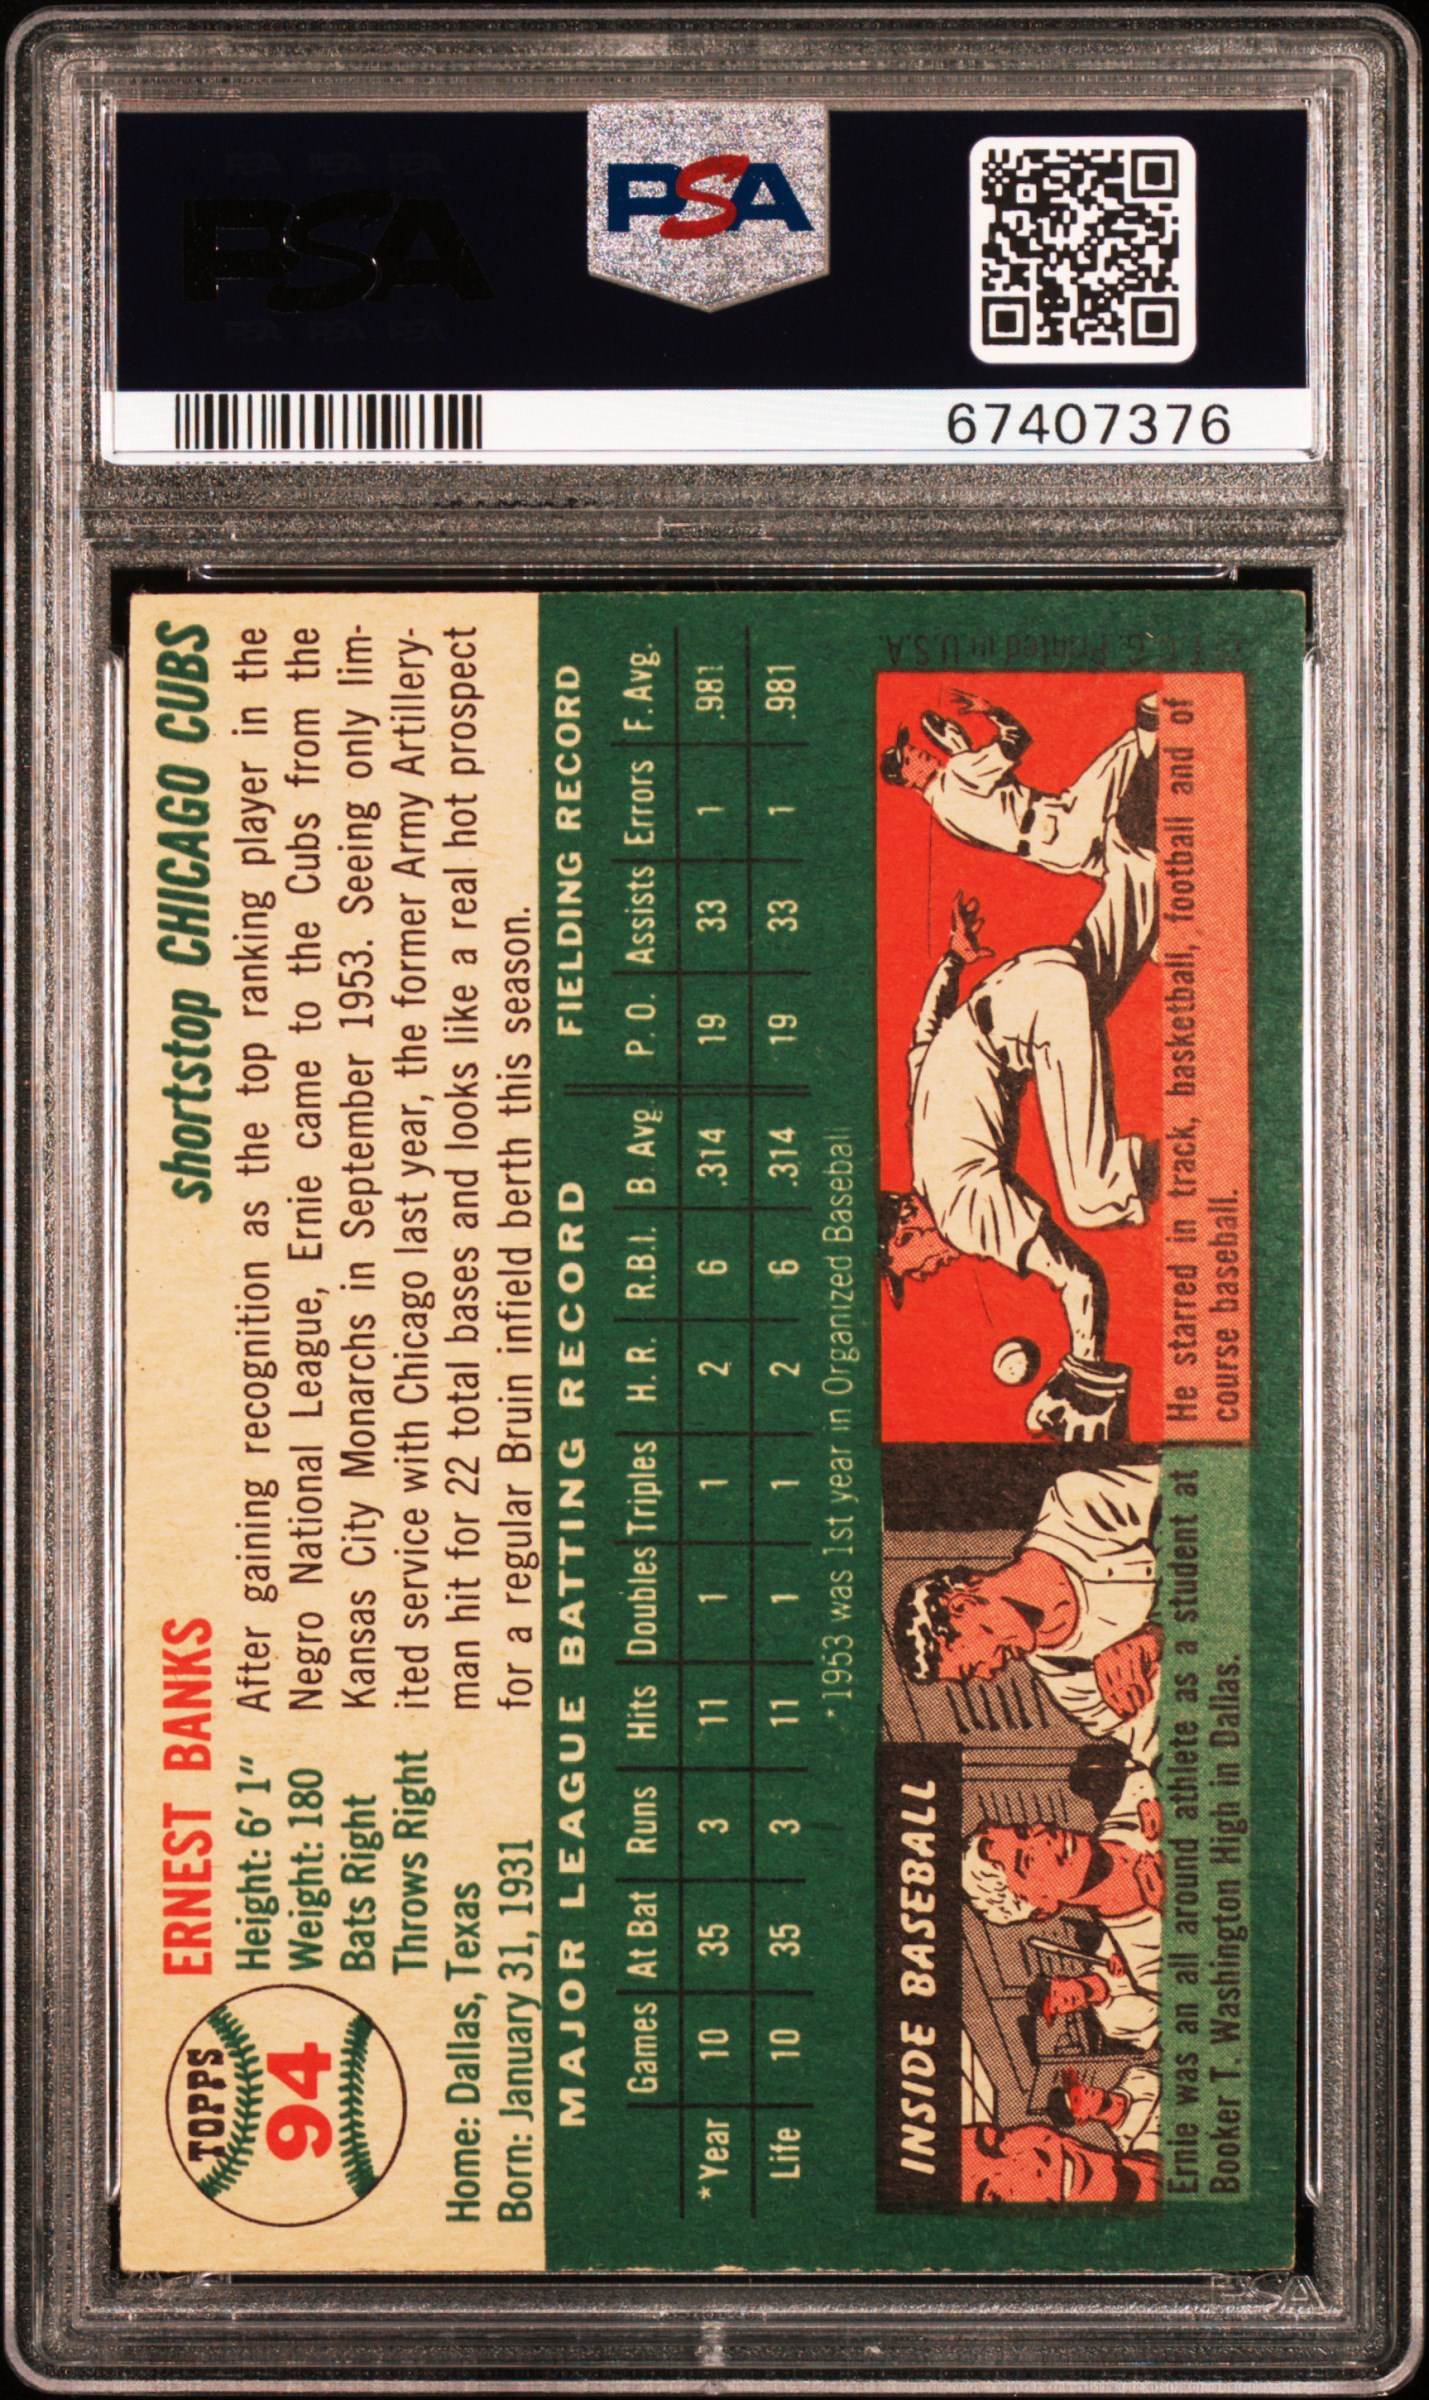 PSA PSA PSA
PSA
PSA PSA PSA
PSA
67407376
TOPPS
94
ERNEST BANKS
shortstop CHICAGO CUBS
Height: 6' 1"
Weight: 180
Bats Right
Throws Right
Home: Dallas, Texas
Born: January 31, 1931
After gaining recognition as the top ranking player in the
Negro National League, Ernie came to the Cubs from the
Kansas City Monarchs in September 1953. Seeing only lim-
ited service with Chicago last year, the former Army Artillery-
man hit for 22 total bases and looks like a real hot prospect
for a regular Bruin infield berth this season.
MAJOR LEAGUE BATTING RECORD FIELDING RECORD
Games At Bat Runs Hits Doubles Triples H. R. R.B.I. B. Avg. P. O. Assists Errors F. Avg.
*Year 10 35 3 11 1 1 2 6 .314 19 33 1 .981
Life 10 35 3 11 1 1 2 6 .314 19 33 1 .981
*1953 was 1st year in Organized Baseball
INSIDE BASEBALL
Ernie was an all around athlete as a student at
Booker T. Washington High in Dallas.
He starred in track, basketball, football and of
course baseball.
T. C. G. Printed in U.S.A.
PSA